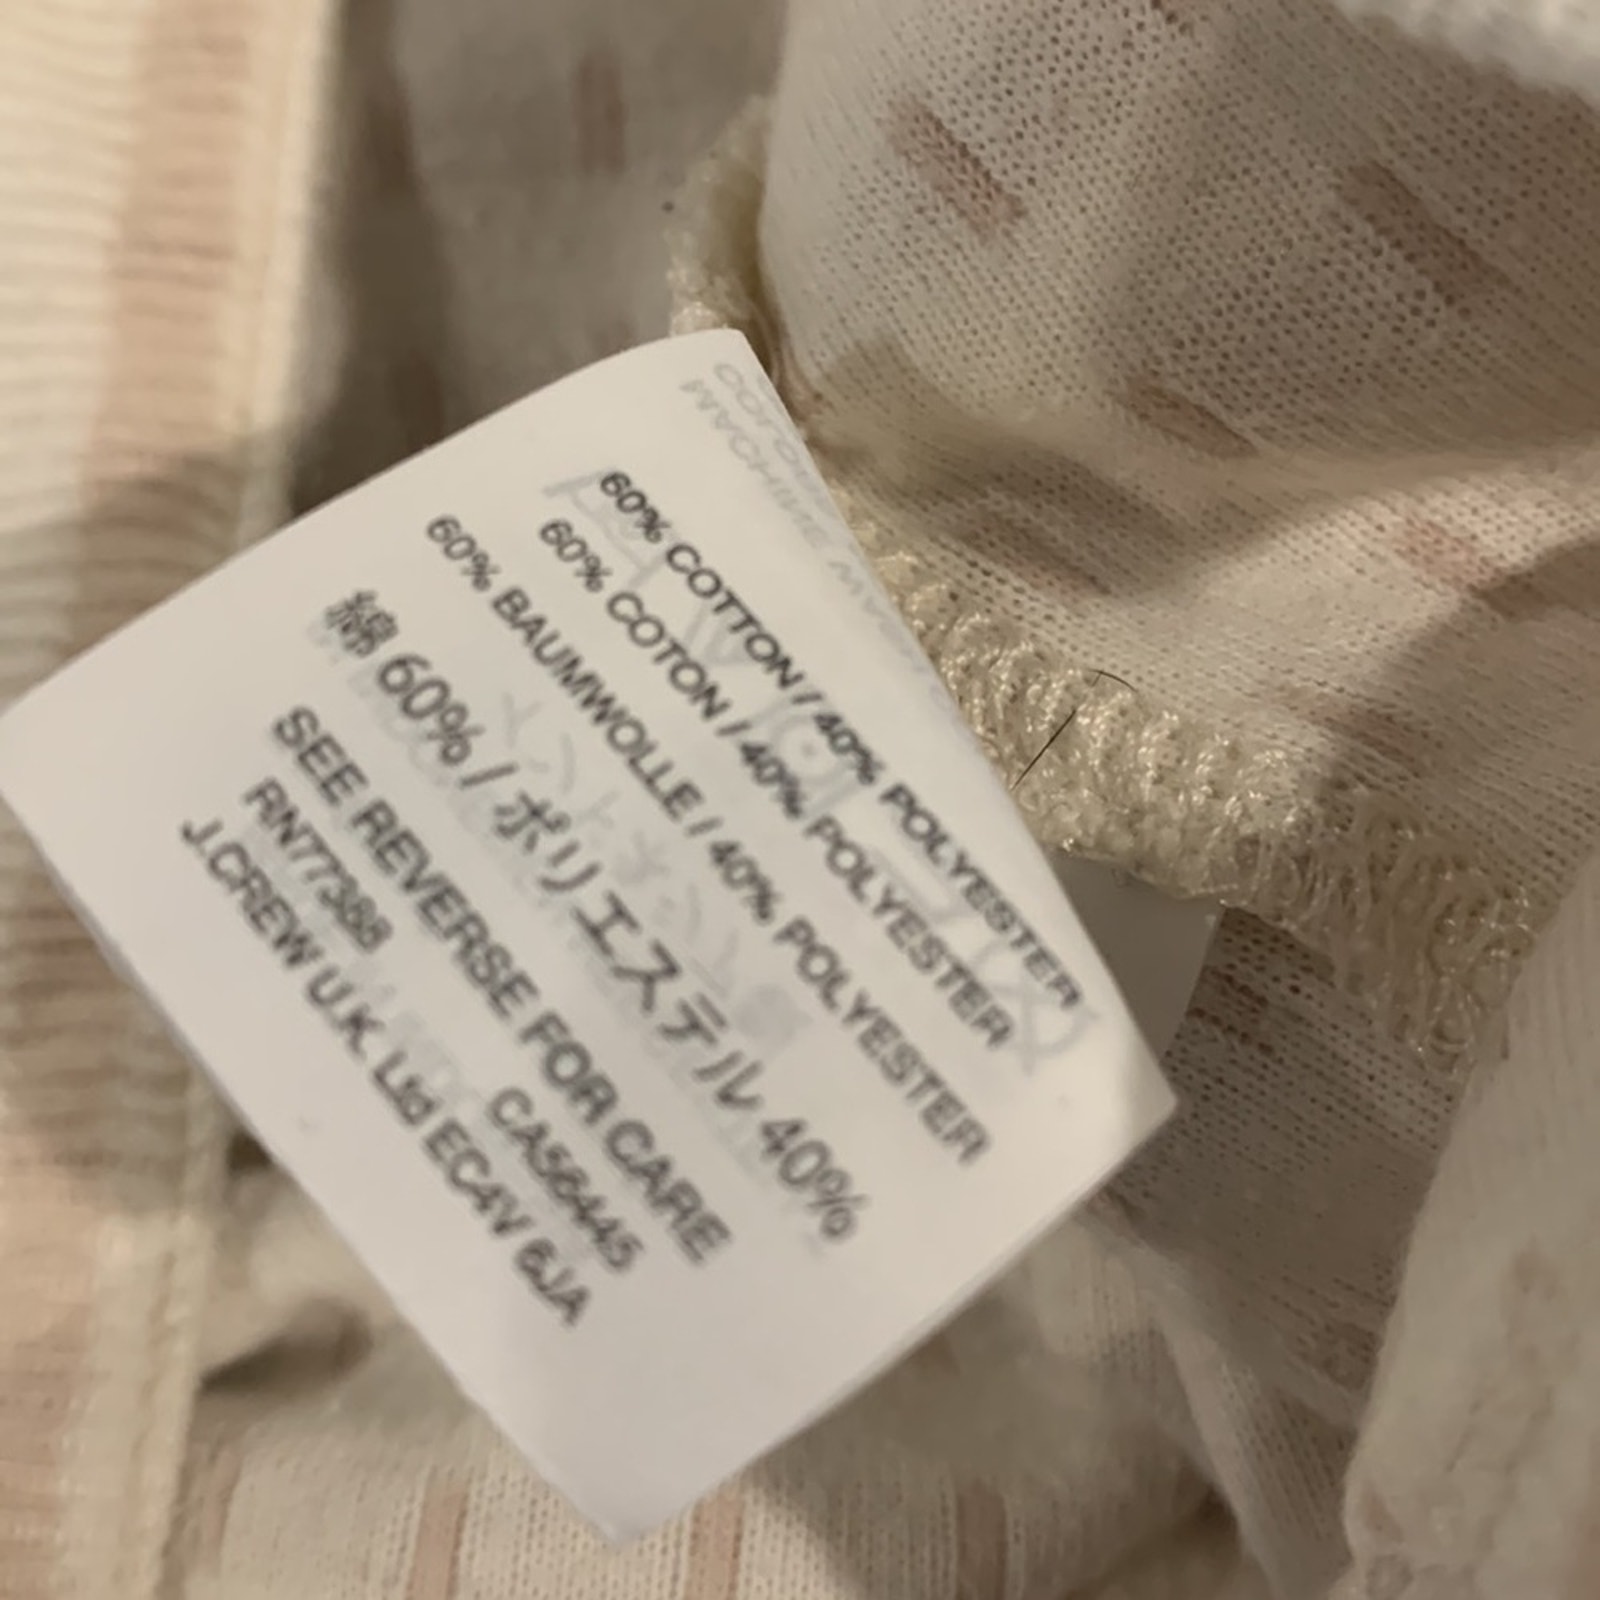 60% COTTON / 40% POLYESTER
60% COTON / 40% POLYESTER
60% BAUMWOLLE / 40% POLYESTER
綿 60% / ポリエステル 40%
SEE REVERSE FOR CARE
RN77388 CA56445
J.CREW U.K. Ltd EC4V 6JA